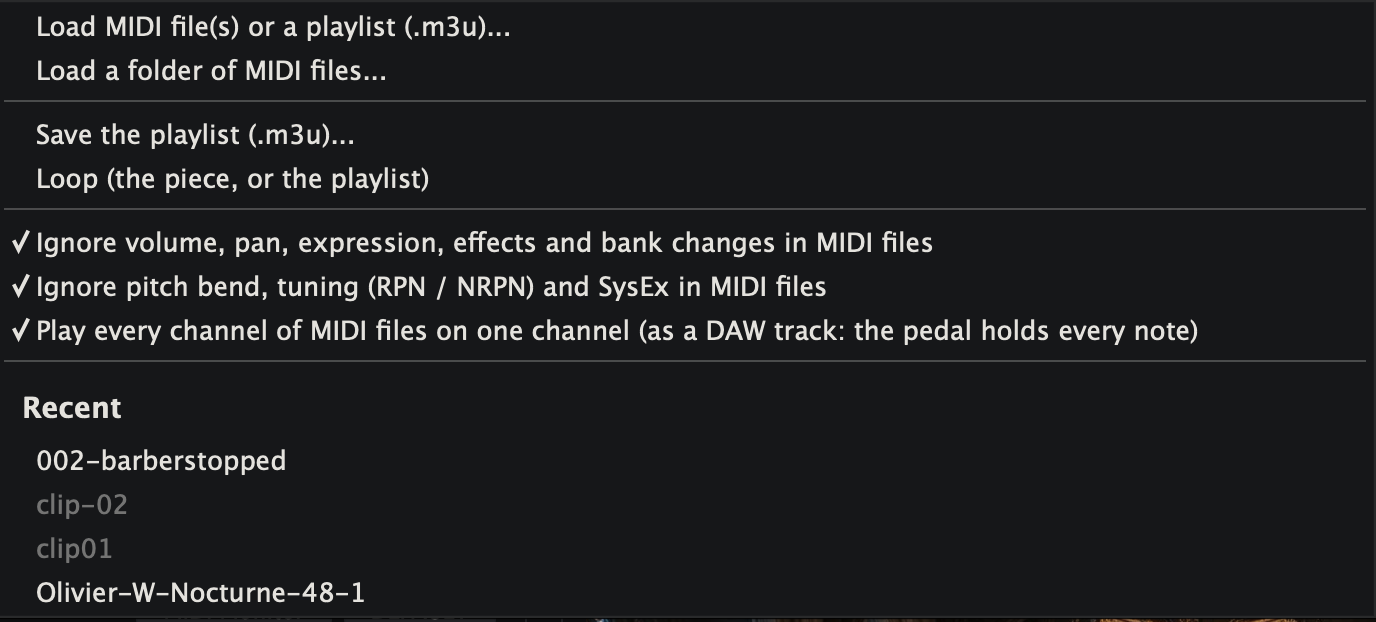 Load MIDI file(s) or a playlist (.m3u)...
Load a folder of MIDI files...
Save the playlist (.m3u)...
Loop (the piece, or the playlist)
✓ Ignore volume, pan, expression, effects and bank changes in MIDI files
✓ Ignore pitch bend, tuning (RPN / NRPN) and SysEx in MIDI files
✓ Play every channel of MIDI files on one channel (as a DAW track: the pedal holds every note)
Recent
002-barberstopped
clip-02
clip01
Olivier-W-Nocturne-48-1